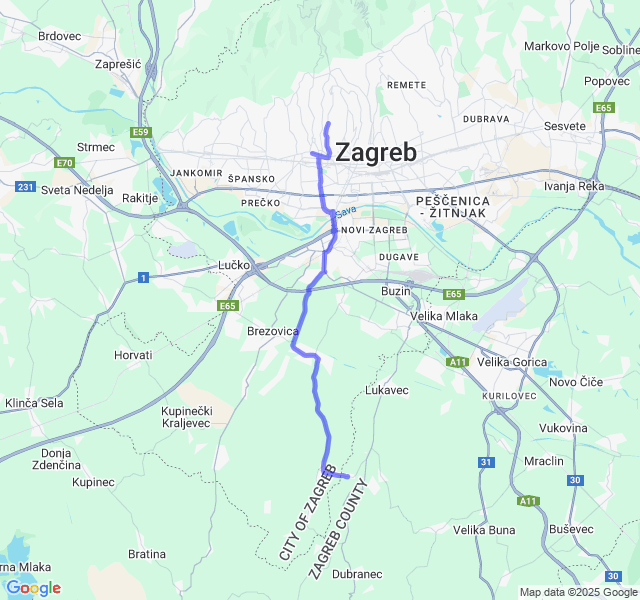 Brdovec
Markovo Polje
Sobline
Zaprešić
Popovec
REMETE
E65
DUBRAVA
Sesvete
E59
Strmec
Zagreb
E70
JANKOMIR
ŠPANSKO
231
Sveta Nedelja
Ivanja Reka
Rakitje
PREČKO
PEŠČENICA
- ŽITNJAK
Sava
NOVI ZAGREB
DUGAVE
Lučko
1
Buzin
E65
E65
Velika Mlaka
Brezovica
Horvati
A11
Velika Gorica
Novo Čiče
Lukavec
KURILOVEC
Klinča Sela
Kupinečki
Kraljevec
Vukovina
Donja
Zdenčina
Mraclin
31
30
Kupinec
CITY OF ZAGREB
ZAGREB COUNTY
A11
Velika Buna
Buševec
Bratina
rna Mlaka
Dubranec
30
Google
Map data ©2025 Google